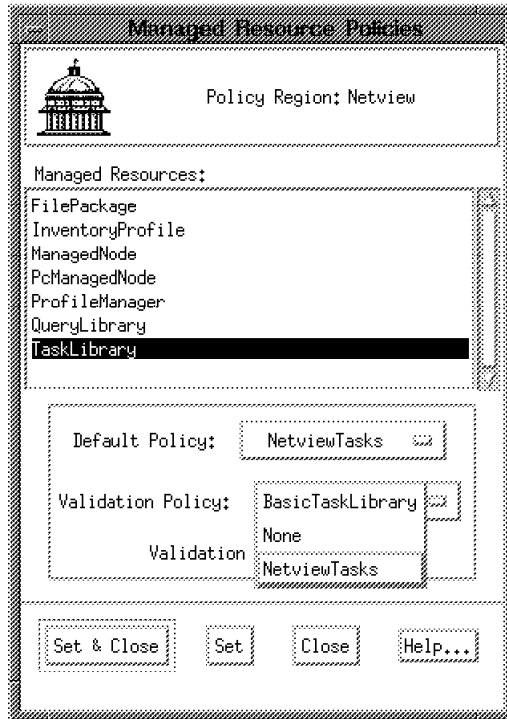 Managed Resource Policies
Policy Region: Netview
Managed Resources:
FilePackage
InventoryProfile
ManagedNode
PcManagedNode
ProfileManager
QueryLibrary
TaskLibrary
Default Policy: NetviewTasks
Validation Policy: BasicTaskLibrary
None
Validation
NetviewTasks
Set & Close Set Close Help...